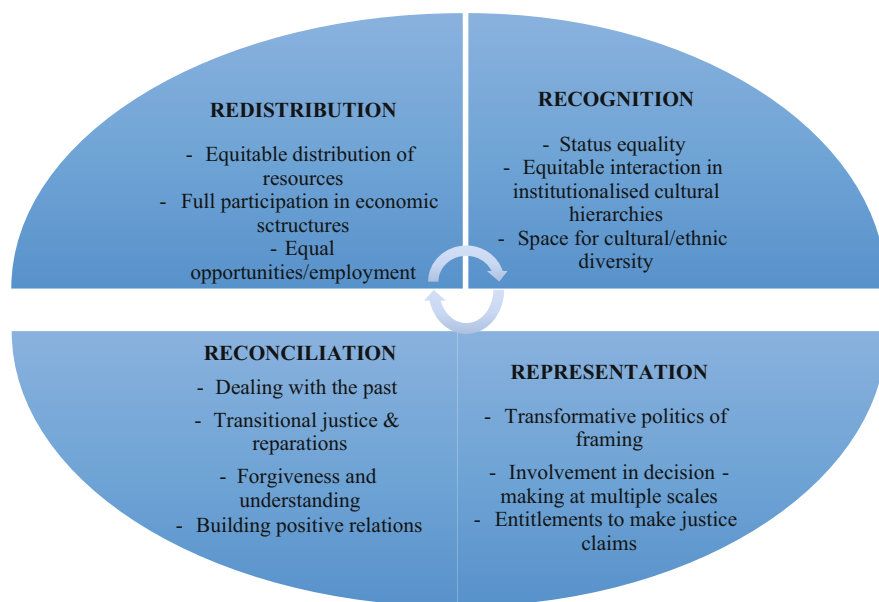 REDISTRIBUTION
- Equitable distribution of
resources
- Full participation in economic
sctructures
- Equal
opportunities/employment
RECOGNITION
- Status equality
- Equitable interaction in
institutionalised cultural
hierarchies
- Space for cultural/ethnic
diversity
RECONCILIATION
- Dealing with the past
- Transitional justice &
reparations
- Forgiveness and
understanding
- Building positive relations
REPRESENTATION
- Transformative politics of
framing
- Involvement in decision -
making at multiple scales
- Entitlements to make justice
claims